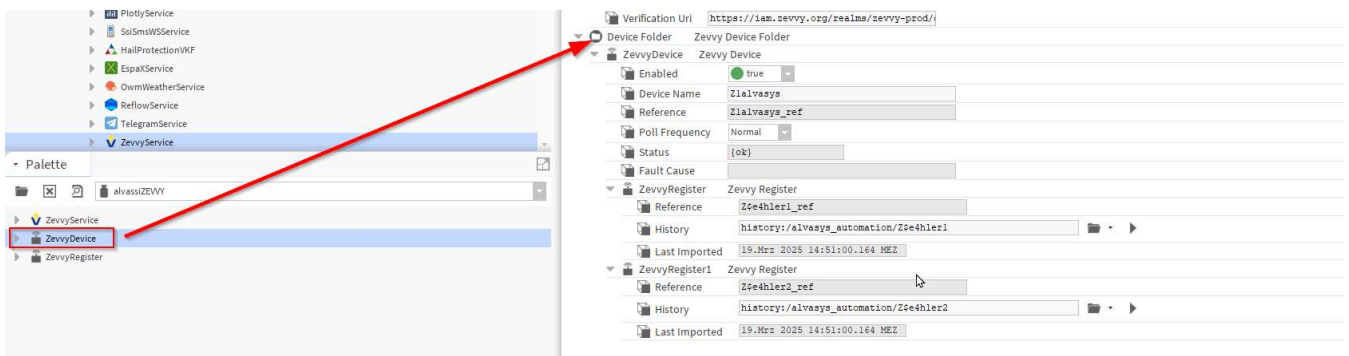 PlotlyService
SsiSmsWSService
HailProtectionVKF
EspaXService
OwmWeatherService
ReflowService
TelegramService
ZevvyService
Palette
alvassiZEVVY
ZevvyService
ZevvyDevice
ZevvyRegister
Verification Uri https://iam.zevvy.org/realms/zevvy-prod/
Device Folder Zevvy Device Folder
ZevvyDevice Zevvy Device
Enabled true
Device Name Z1alvasys
Reference Z1alvasys_ref
Poll Frequency Normal
Status {ok}
Fault Cause
ZevvyRegister Zevvy Register
Reference Z$e4hler1_ref
History history:/alvasys_automation/Z$e4hler1
Last Imported 19.Mrz 2025 14:51:00.164 MEZ
ZevvyRegister1 Zevvy Register
Reference Z$e4hler2_ref
History history:/alvasys_automation/Z$e4hler2
Last Imported 19.Mrz 2025 14:51:00.164 MEZ